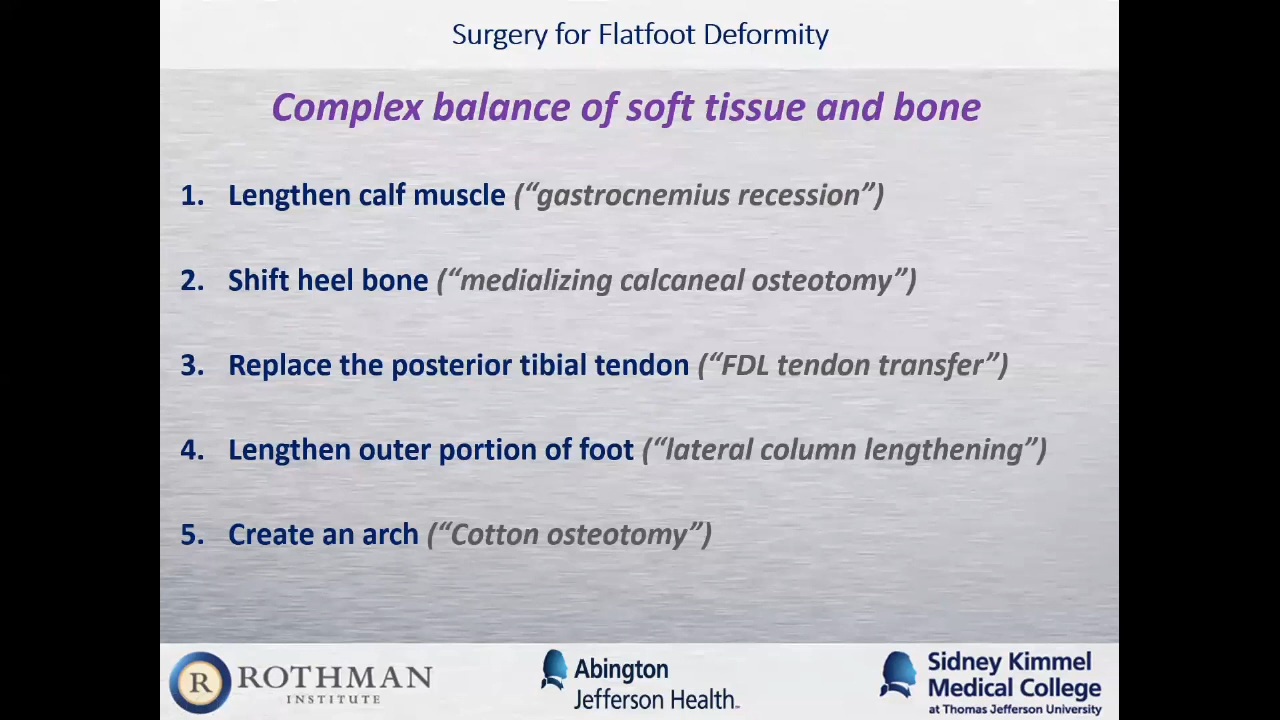 Surgery for Flatfoot Deformity
Complex balance of soft tissue and bone
1. Lengthen calf muscle (“gastrocnemius recession”)
2. Shift heel bone (“medializing calcaneal osteotomy”)
3. Replace the posterior tibial tendon (“FDL tendon transfer”)
4. Lengthen outer portion of foot (“lateral column lengthening”)
5. Create an arch (“Cotton osteotomy”)
R ROTHMAN
INSTITUTE
Abington
Jefferson Health
Sidney Kimmel
Medical College
at Thomas Jefferson University